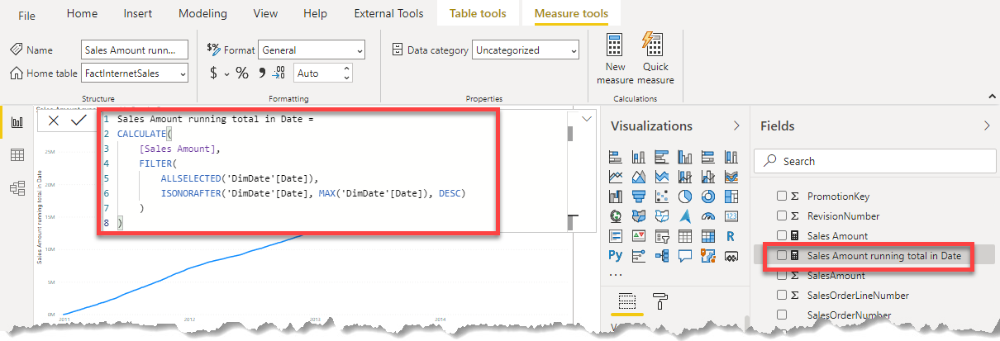 File Home Insert Modeling View Help External Tools Table tools Measure tools
Name Sales Amount runn...
Home table FactInternetSales
Structure
Format General
$ % 9 .00 Auto
Formatting
Data category Uncategorized
Properties
New measure
Quick measure
Calculations
1 Sales Amount running total in Date =
2 CALCULATE(
3 [Sales Amount],
4 FILTER(
5 ALLSELECTED('DimDate'[Date]),
6 ISONORAFTER('DimDate'[Date], MAX('DimDate'[Date]), DESC)
7 )
8 )
Sales Amount running total in Date
25M
20M
15M
10M
5M
0M
2011 2012 2013 2014
Visualizations
123
R
Py
...
Fields
Search
PromotionKey
RevisionNumber
Sales Amount
Sales Amount running total in Date
SalesAmount
SalesOrderLineNumber
SalesOrderNumber